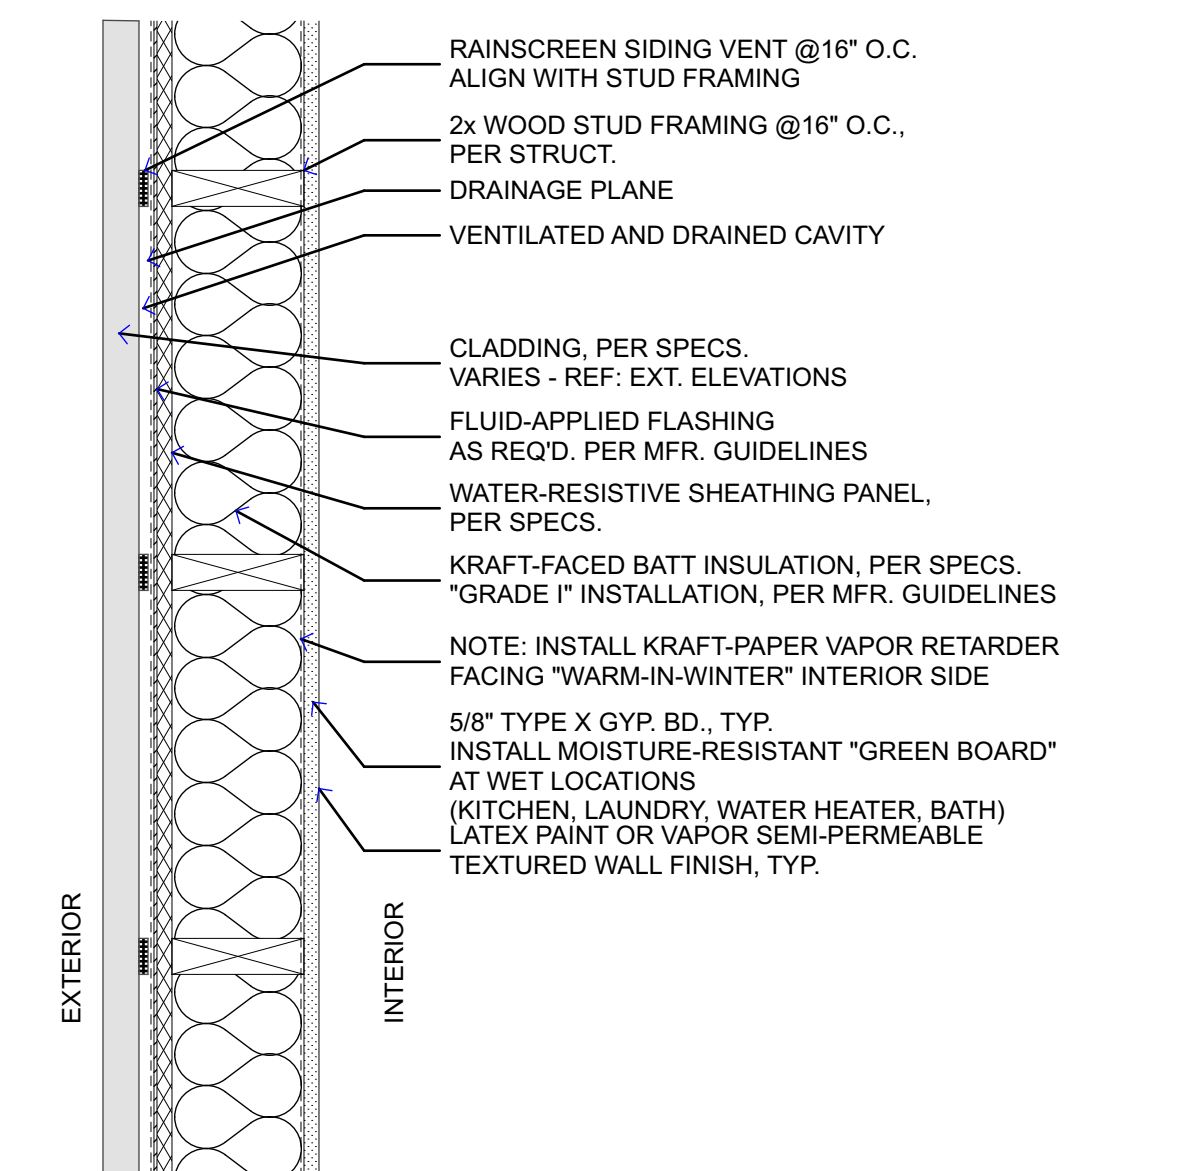 RAINSCREEN SIDING VENT @16" O.C.
ALIGN WITH STUD FRAMING
2x WOOD STUD FRAMING @16" O.C.,
PER STRUCT.
DRAINAGE PLANE
VENTILATED AND DRAINED CAVITY
CLADDING, PER SPECS.
VARIES - REF: EXT. ELEVATIONS
FLUID-APPLIED FLASHING
AS REQ'D. PER MFR. GUIDELINES
WATER-RESISTIVE SHEATHING PANEL,
PER SPECS.
KRAFT-FACED BATT INSULATION, PER SPECS.
"GRADE I" INSTALLATION, PER MFR. GUIDELINES
NOTE: INSTALL KRAFT-PAPER VAPOR RETARDER
FACING "WARM-IN-WINTER" INTERIOR SIDE
5/8" TYPE X GYP. BD., TYP.
INSTALL MOISTURE-RESISTANT "GREEN BOARD"
AT WET LOCATIONS
(KITCHEN, LAUNDRY, WATER HEATER, BATH)
LATEX PAINT OR VAPOR SEMI-PERMEABLE
TEXTURED WALL FINISH, TYP.
EXTERIOR
INTERIOR